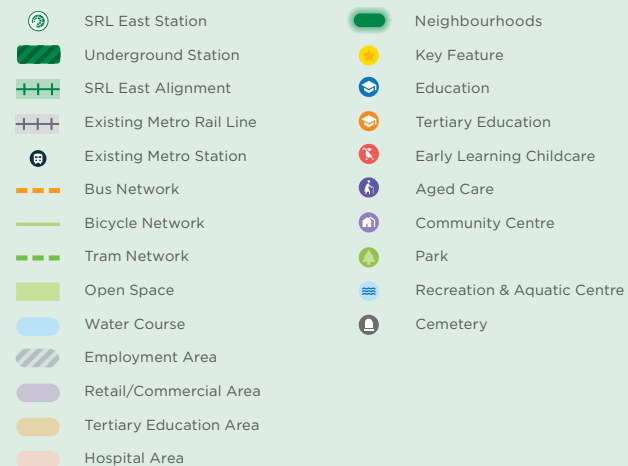 SRL East Station
Underground Station
SRL East Alignment
Existing Metro Rail Line
Existing Metro Station
Bus Network
Bicycle Network
Tram Network
Open Space
Water Course
Employment Area
Retail/Commercial Area
Tertiary Education Area
Hospital Area
Neighbourhoods
Key Feature
Education
Tertiary Education
Early Learning Childcare
Aged Care
Community Centre
Park
Recreation & Aquatic Centre
Cemetery